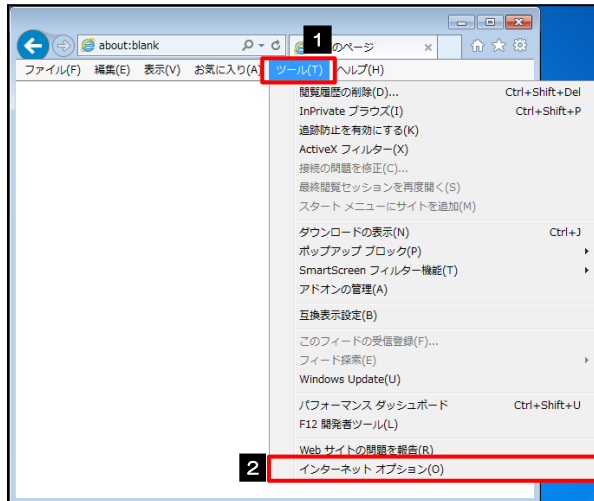 about:blank
1
のページ
ファイル(F) 編集(E) 表示(V) お気に入り(A) ツール(T) ヘルプ(H)
閲覧履歴の削除(D)... Ctrl+Shift+Del
InPrivate ブラウズ(I) Ctrl+Shift+P
追跡防止を有効にする(K)
ActiveX フィルター(X)
接続の問題を修正(C)...
最終閲覧セッションを再度開く(S)
スタート メニューにサイトを追加(M)
ダウンロードの表示(N) Ctrl+J
ポップアップ ブロック(P)
SmartScreen フィルター機能(T)
アドオンの管理(A)
互換表示設定(B)
このフィードの受信登録(F)...
フィード探索(E)
Windows Update(U)
パフォーマンス ダッシュボード Ctrl+Shift+U
F12 開発者ツール(L)
Web サイトの問題を報告(R)
2
インターネット オプション(O)